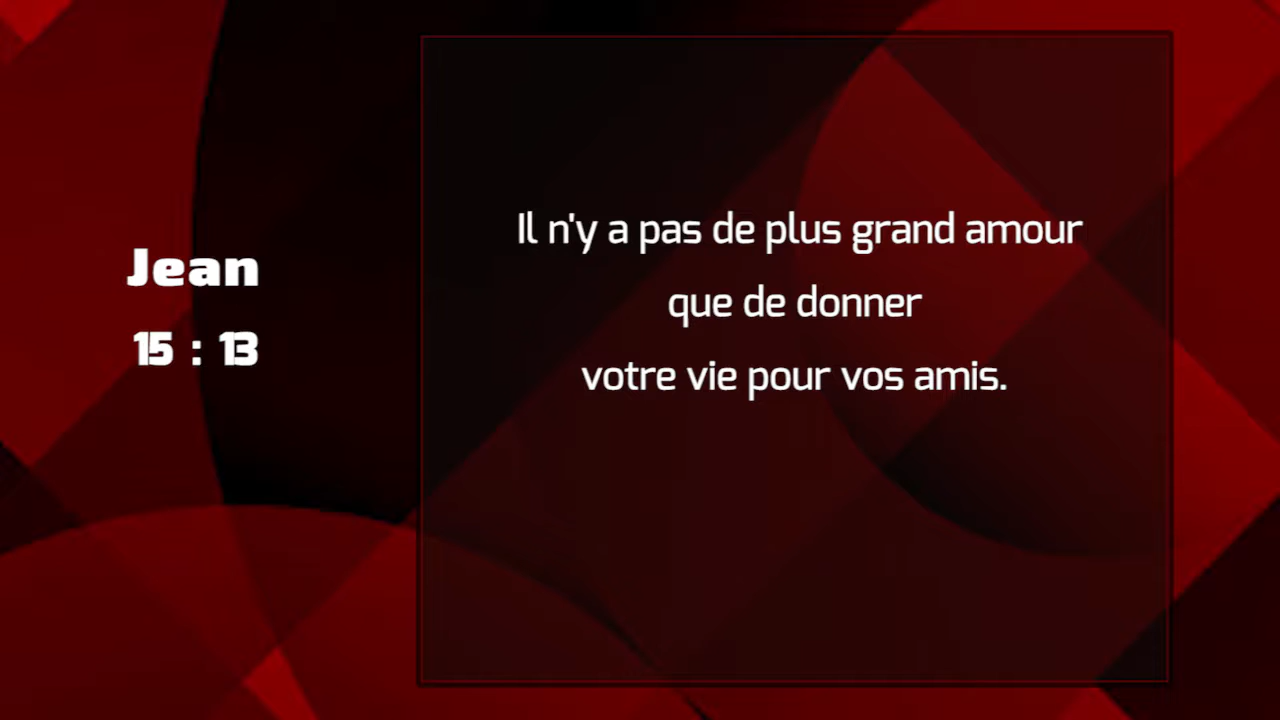 Jean
15 : 13
Il n'y a pas de plus grand amour
que de donner
votre vie pour vos amis.